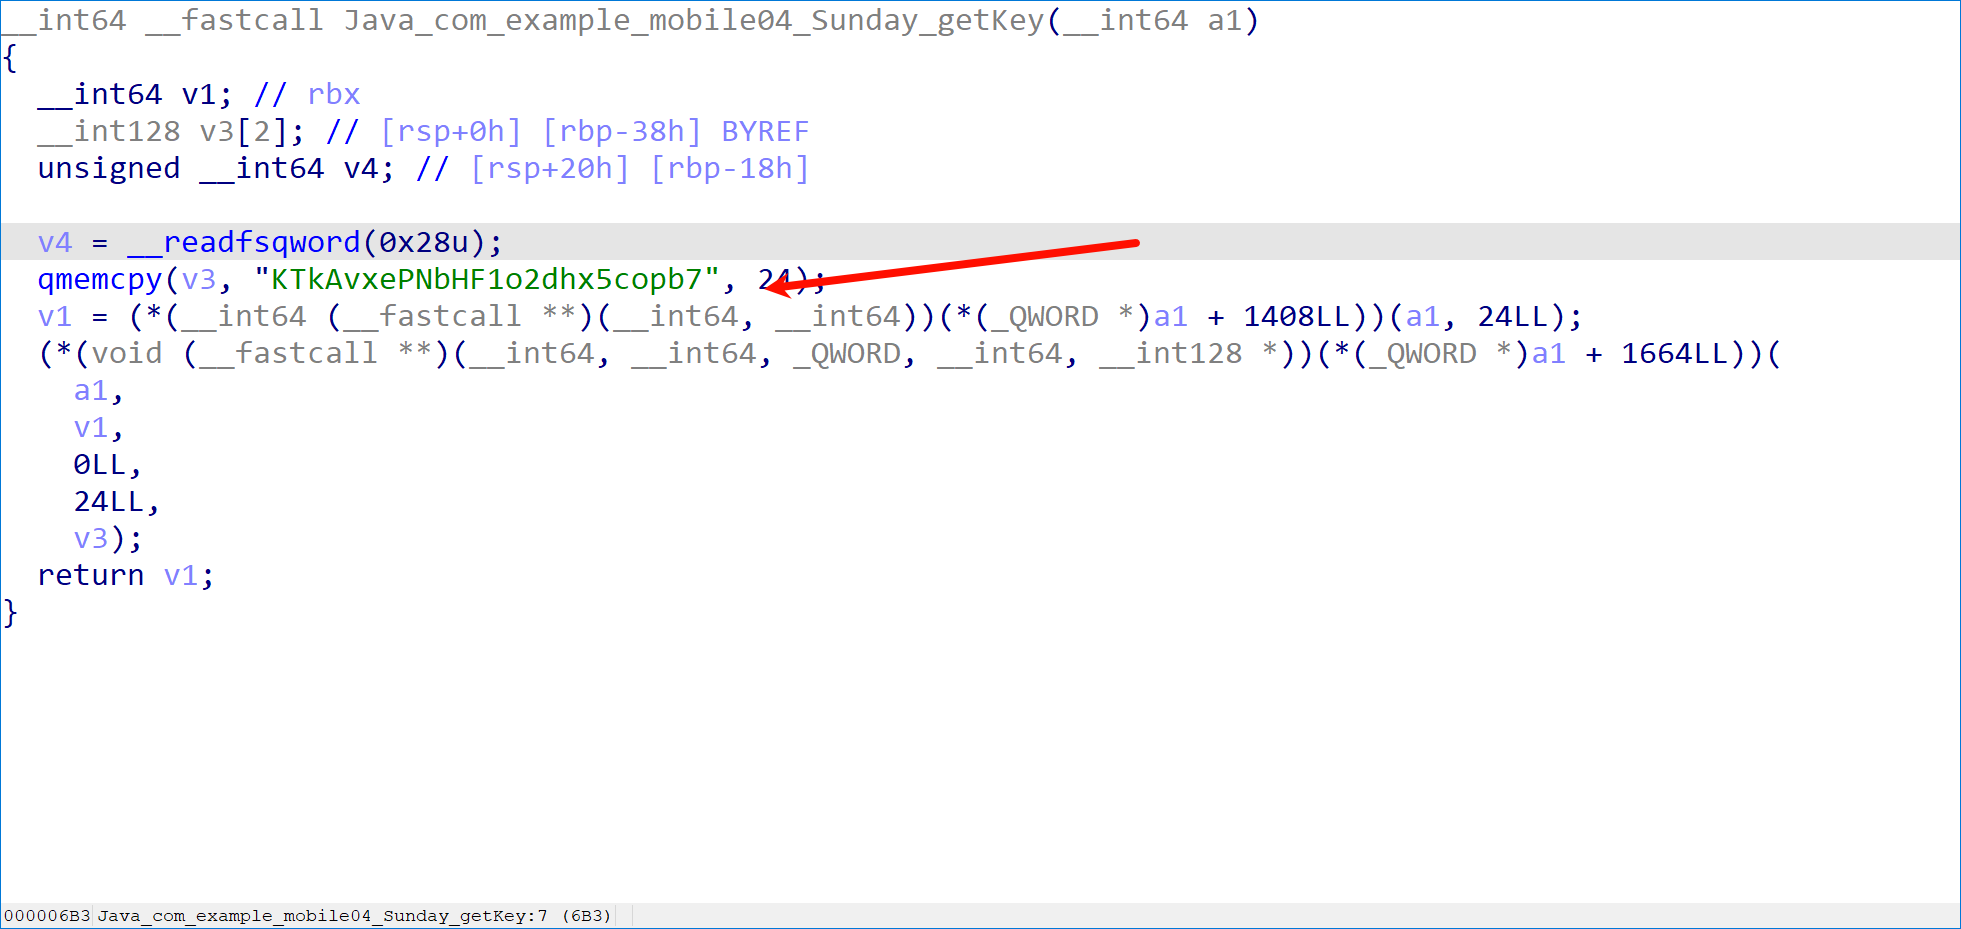 __int64 __fastcall Java_com_example_mobile04_Sunday_getKey(__int64 a1)
{
  __int64 v1; // rbx
  __int128 v3[2]; // [rsp+0h] [rbp-38h] BYREF
  unsigned __int64 v4; // [rsp+20h] [rbp-18h]

  v4 = __readfsqword(0x28u);
  qmemcpy(v3, "KTkAvxePNbHF1o2dhx5copb7", 24);
  v1 = (*(__int64 (__fastcall **)(__int64, __int64))(*(_QWORD *)a1 + 1408LL))(a1, 24LL);
  (*(void (__fastcall **)(__int64, __int64, _QWORD, __int64, __int128 *))(*(_QWORD *)a1 + 1664LL))(
    a1,
    v1,
    0LL,
    24LL,
    v3);
  return v1;
}
000006B3 Java_com_example_mobile04_Sunday_getKey:7 (6B3)